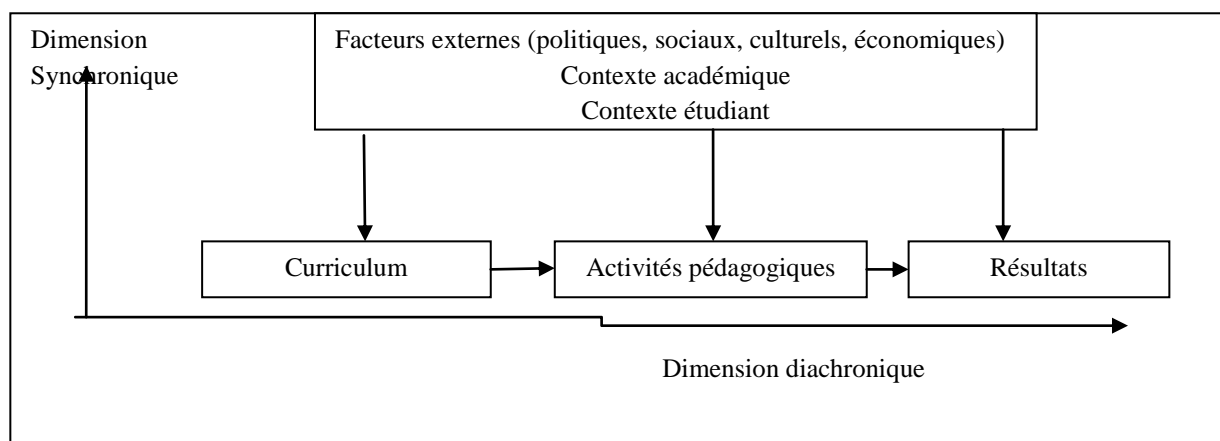 Dimension
Synchronique
Facteurs externes (politiques, sociaux, culturels, économiques)
Contexte académique
Contexte étudiant
Curriculum
Activités pédagogiques
Résultats
Dimension diachronique